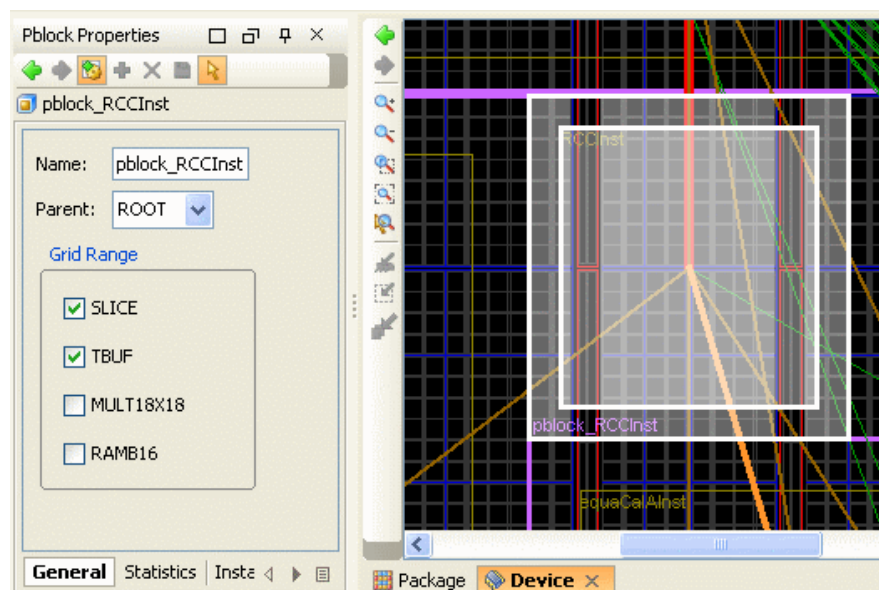 Pblock Properties
pblock_RCCInst
Name: pblock_RCCInst
Parent: ROOT
Grid Range
SLICE
TBUF
MULT18X18
RAMB16
General Statistics Insta
RCCInst
pblock_RCCInst
equaCalAInst
Package Device